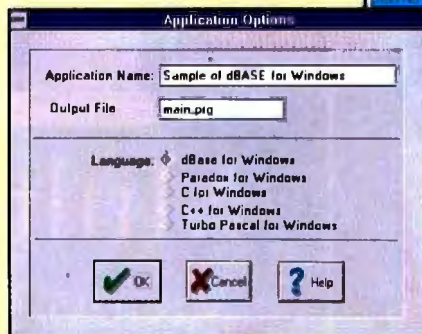 Application Options
Application Name: Sample of dBASE for Windows
Output File main.prg
Language: dBase for Windows
Paradox for Windows
C for Windows
C++ for Windows
Turbo Pascal for Windows
OK Cancel ? Help